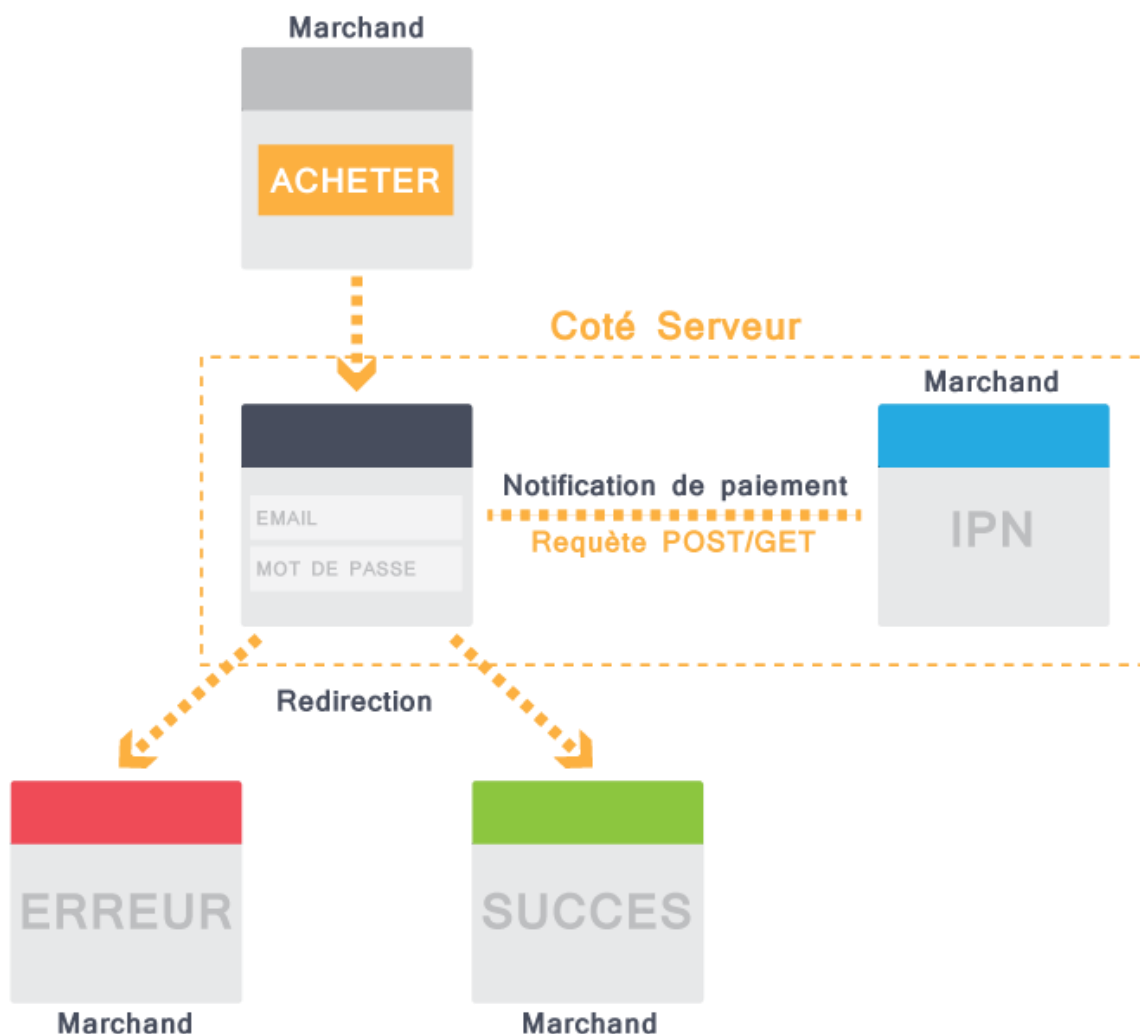 Marchand
ACHETER
Coté Serveur
Marchand
EMAIL
MOT DE PASSE
Notification de paiement
Requète POST/GET
IPN
Redirection
ERREUR
SUCCES
Marchand
Marchand